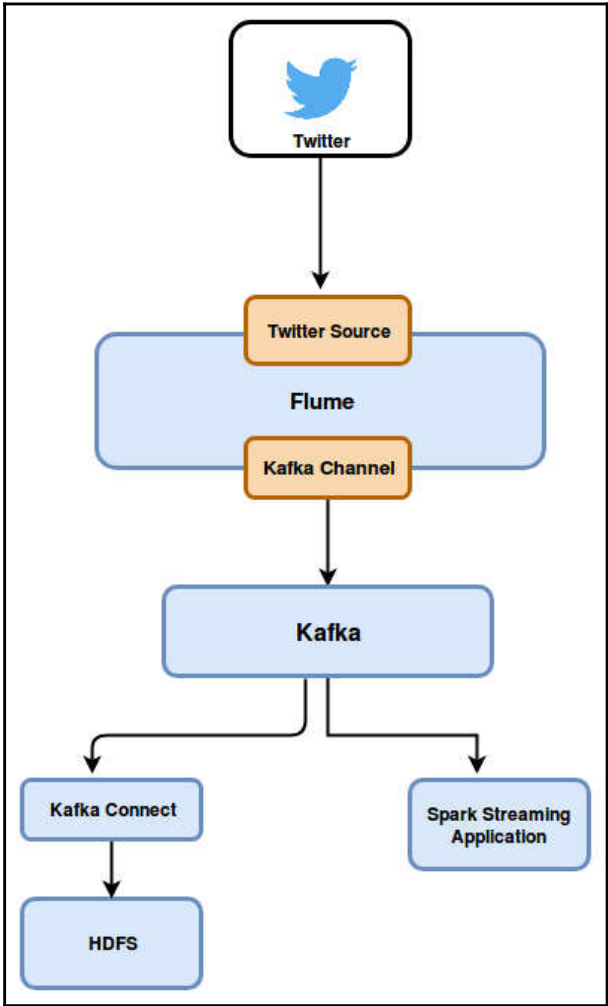 Twitter
Twitter Source
Flume
Kafka Channel
Kafka
Kafka Connect
Spark Streaming
Application
HDFS